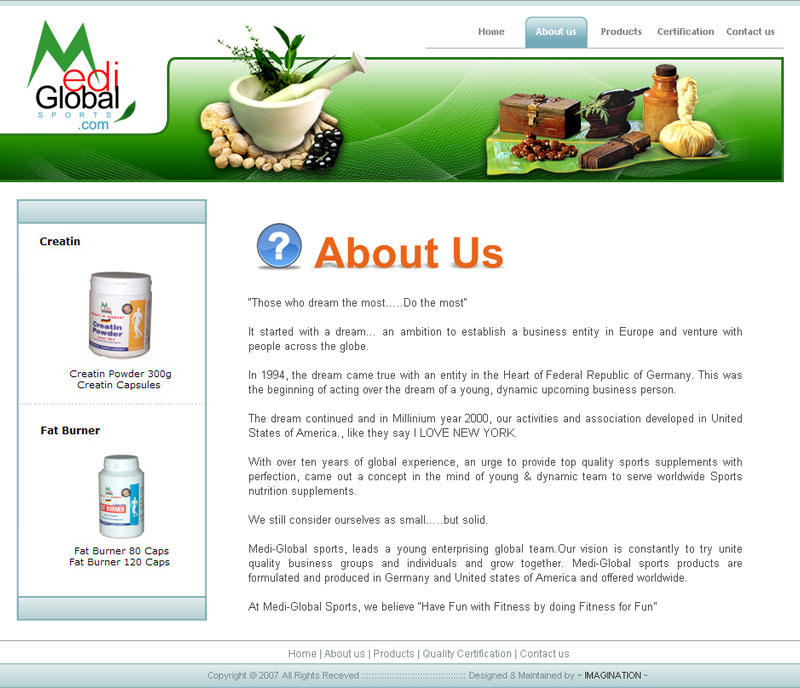 Home
About us
Products
Certification
Contact us
Medi
Global
SPORTS
.com
Creatin
Creatin
Powder
Creatin Powder 300g
Creatin Capsules
Fat Burner
FAT BURNER
Fat Burner 80 Caps
Fat Burner 120 Caps
About Us
"Those who dream the most.....Do the most"
It started with a dream... an ambition to establish a business entity in Europe and venture with
people across the globe.
In 1994, the dream came true with an entity in the Heart of Federal Republic of Germany. This was
the beginning of acting over the dream of a young, dynamic upcoming business person.
The dream continued and in Millinium year 2000, our activities and association developed in United
States of America., like they say I LOVE NEW YORK.
With over ten years of global experience, an urge to provide top quality sports supplements with
perfection, came out a concept in the mind of young & dynamic team to serve worldwide Sports
nutrition supplements.
We still consider ourselves as small.....but solid.
Medi-Global sports, leads a young enterprising global team.Our vision is constantly to try unite
quality business groups and individuals and grow together. Medi-Global sports products are
formulated and produced in Germany and United states of America and offered worldwide.
At Medi-Global Sports, we believe "Have Fun with Fitness by doing Fitness for Fun"
Home | About us | Products | Quality Certification | Contact us
Copyright © 2007 All Rights Receved ::::::::::::::::::::::::::::::::::::::::: Designed & Maintained by ~ IMAGINATION ~